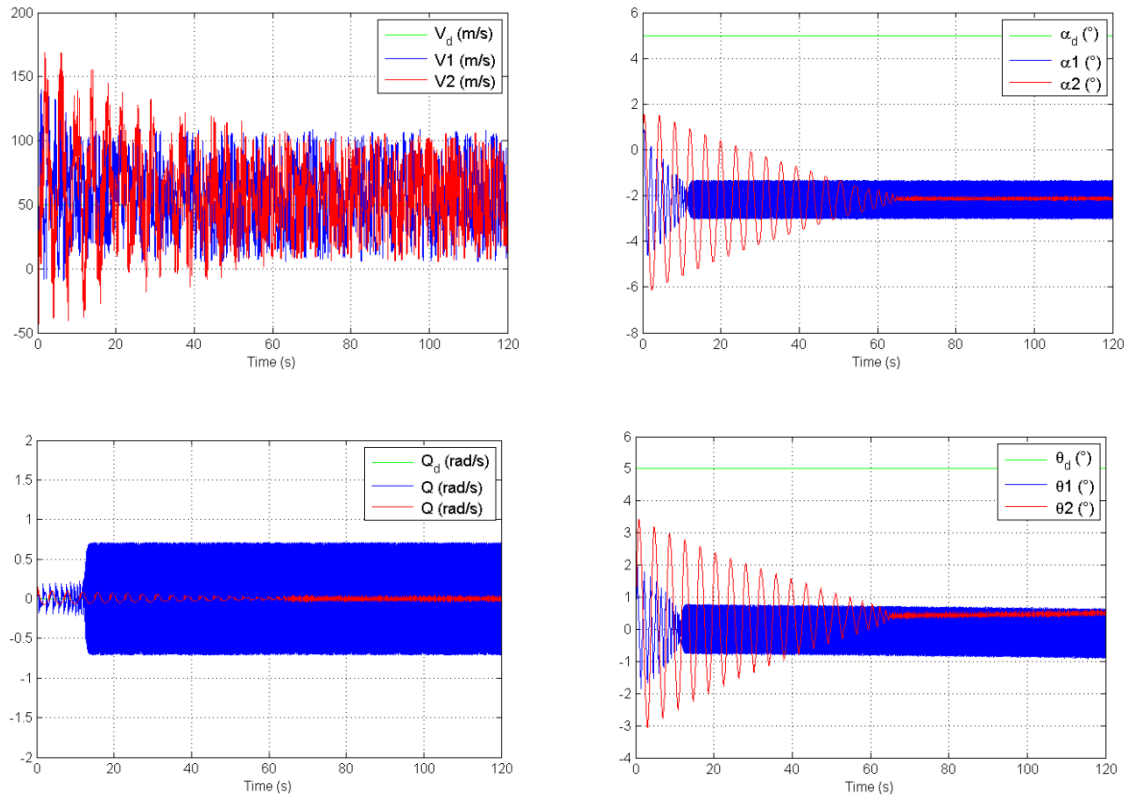 200
150
100
50
0
-50
0 20 40 60 80 100 120
Time (s)
V_d (m/s)
V1 (m/s)
V2 (m/s)
6
4
2
0
-2
-4
-6
-8
0 20 40 60 80 100 120
Time (s)
α_d (°)
α1 (°)
α2 (°)
2
1.5
1
0.5
0
-0.5
-1
-1.5
-2
0 20 40 60 80 100 120
Time (s)
Q_d (rad/s)
Q (rad/s)
Q (rad/s)
6
5
4
3
2
1
0
-1
-2
-3
-4
0 20 40 60 80 100 120
Time (s)
θ_d (°)
θ1 (°)
θ2 (°)